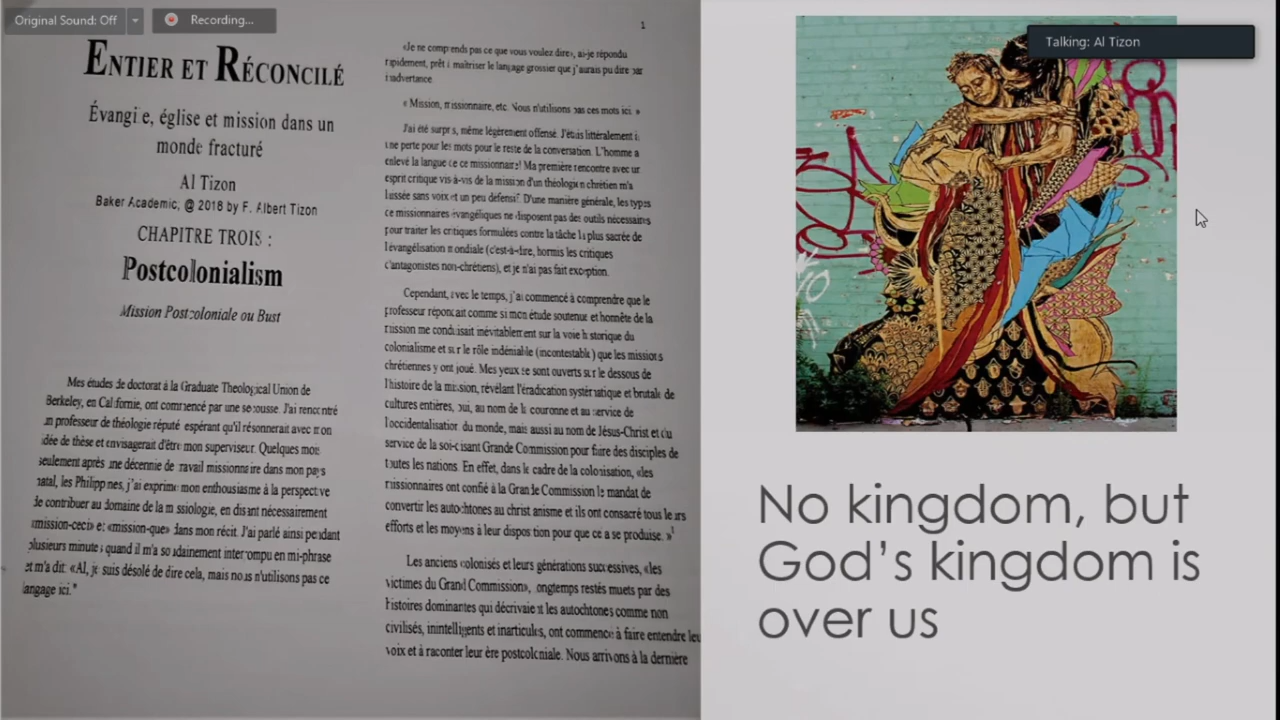 Original Sound: Off
Recording...
Talking: Al Tizon
ENTIER ET RÉCONCILÉ
Évangile, église et mission dans un
monde fracturé
Al Tizon
Baker Academic, @ 2018 by F. Albert Tizon
CHAPITRE TROIS :
Postcolonialism
Mission Postcoloniale ou Bust
Mes études de doctorat à la Graduate Theological Union de
Berkeley, en Californie, ont commencé par une secousse. J'ai rencontré
un professeur de théologie réputé espérant qu'il résonnerait avec mon
idée de thèse et envisagerait d'être mon superviseur. Quelques mois
seulement après une décennie de travail missionnaire dans mon pays
natal, les Philippines, j'ai exprimé mon enthousiasme à la perspective
de contribuer au domaine de la missiologie, en disant nécessairement
«mission-ceci» et «mission-que» dans mon récit. J'ai parlé ainsi pendant
plusieurs minutes quand il m'a soudainement interrompu en mi-phrase
et m'a dit: «Al, je suis désolé de dire cela, mais nous n'utilisons pas ce
langage ici."
1
«Je ne comprends pas ce que vous voulez dire», ai-je répondu
rapidement, prêt à maîtriser le langage grossier que j'aurais pu dire par
inadvertance.
« Mission, missionnaire, etc. Nous n'utilisons pas ces mots ici. »
J'ai été surpris, même légèrement offensé. J'étais littéralement à
une perte pour les mots pour le reste de la conversation. L'homme a
enlevé la langue de ce missionnaire! Ma première rencontre avec un
esprit critique vis-à-vis de la mission d'un théologien chrétien m'a
laissée sans voix et un peu défensif. D'une manière générale, les types
de missionnaires évangéliques ne disposent pas des outils nécessaires
pour traiter les critiques formulées contre la tâche la plus sacrée de
l'évangélisation mondiale (c'est-à-dire, hormis les critiques
d'antagonistes non-chrétiens), et je n'ai pas fait exception.
Cependant, avec le temps, j'ai commencé à comprendre que le
professeur répondait comme si mon étude soutenue et honnête de la
mission me conduisait inévitablement sur la voie historique du
colonialisme et sur le rôle indéniable (incontestable) que les missions
chrétiennes y ont joué. Mes yeux se sont ouverts sur le dessous de
l'histoire de la mission, révélant l'éradication systématique et brutale de
cultures entières, oui, au nom de la couronne et au service de
l'occidentalisation du monde, mais aussi au nom de Jésus-Christ et du
service de la soi-disant Grande Commission pour faire des disciples de
toutes les nations. En effet, dans le cadre de la colonisation, «les
missionnaires ont confié à la Grande Commission le mandat de
convertir les autochtones au christianisme et ils ont consacré tous leurs
efforts et les moyens à leur disposition pour que ce a se produise. »1
Les anciens colonisés et leurs générations successives, «les
victimes du Grand Commission», longtemps restés muets par des
histoires dominantes qui décrivaient les autochtones comme non
civilisés, inintelligents et inarticulés, ont commencé à faire entendre leur
voix et à raconter leur ère postcoloniale. Nous arrivons à la dernière
No kingdom, but
God's kingdom is
over us